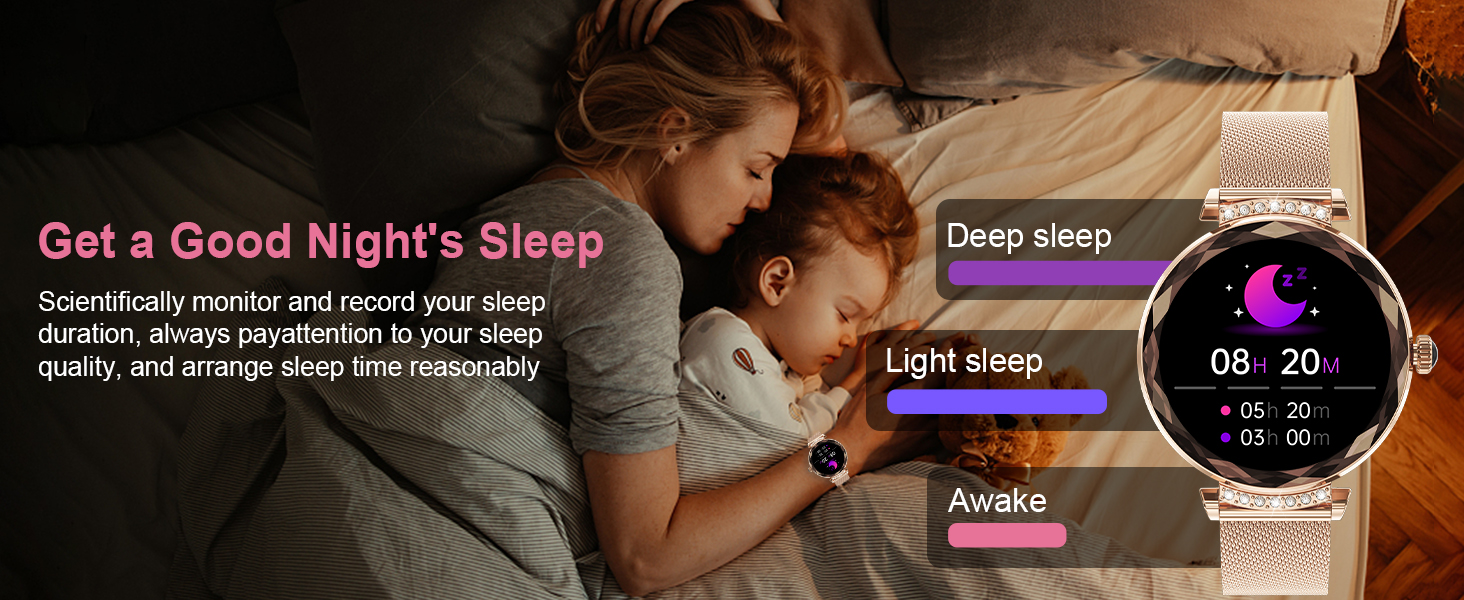 Get a Good Night's Sleep
Scientifically monitor and record your sleep
duration, always payattention to your sleep
quality, and arrange sleep time reasonably
Deep sleep
Light sleep
Awake
z z
08H 20M
05h 20m
03h 00m